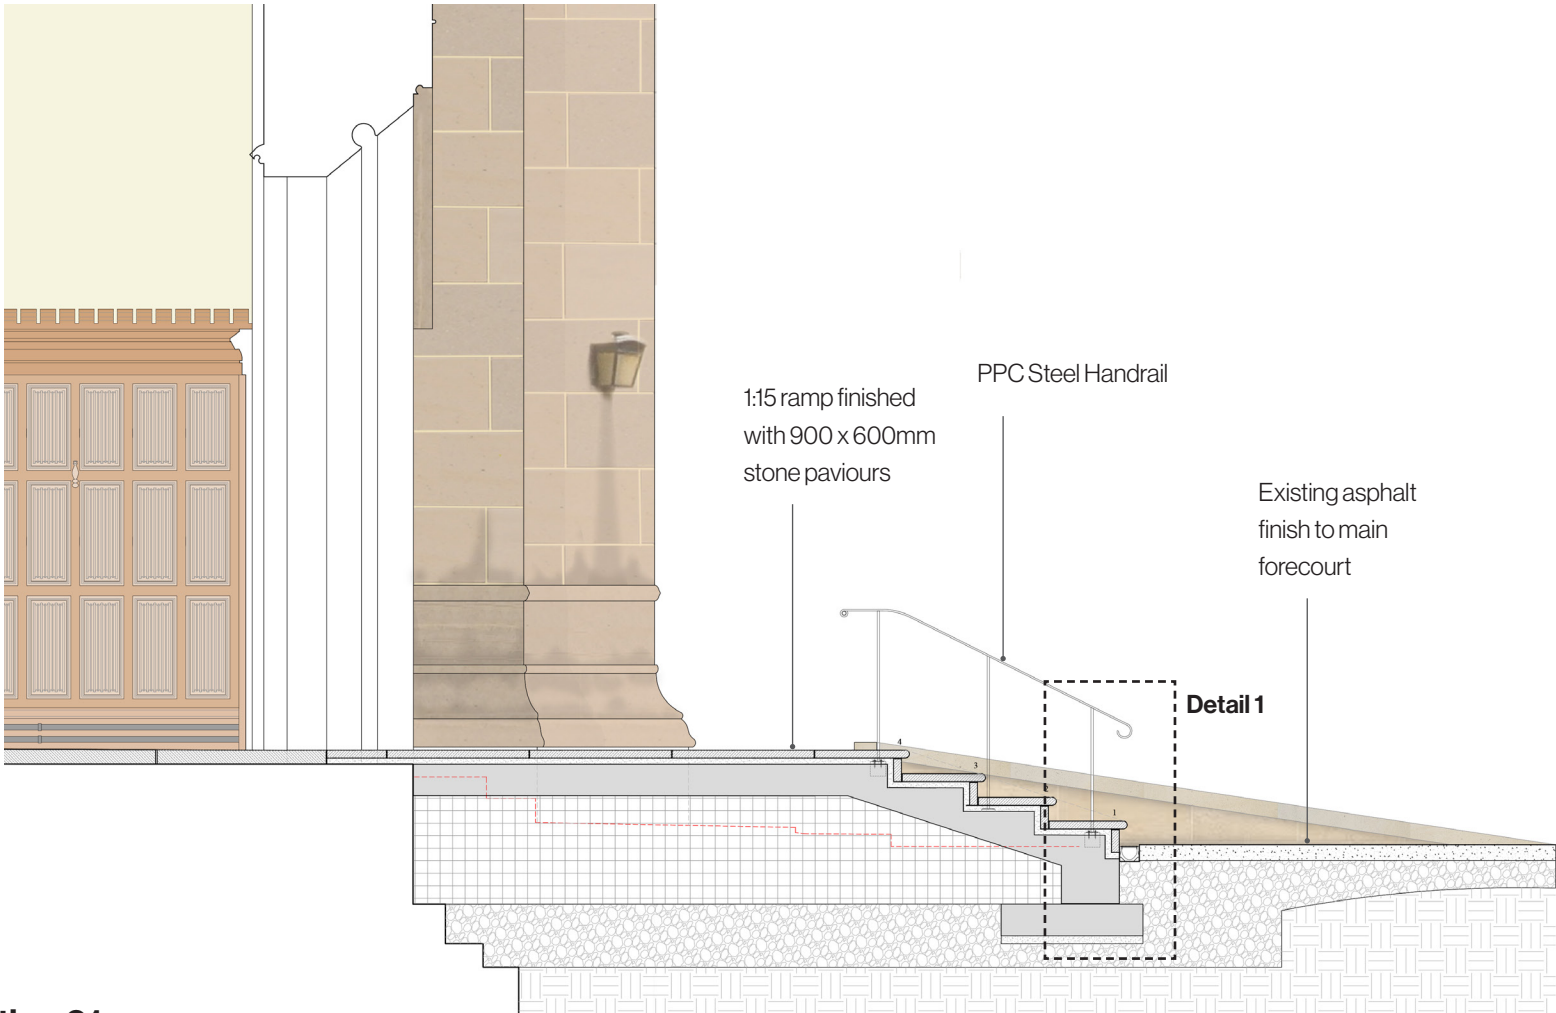 1:15 ramp finished
with 900 x 600mm
stone paviours
PPC Steel Handrail
Existing asphalt
finish to main
forecourt
Detail 1
4
3
1